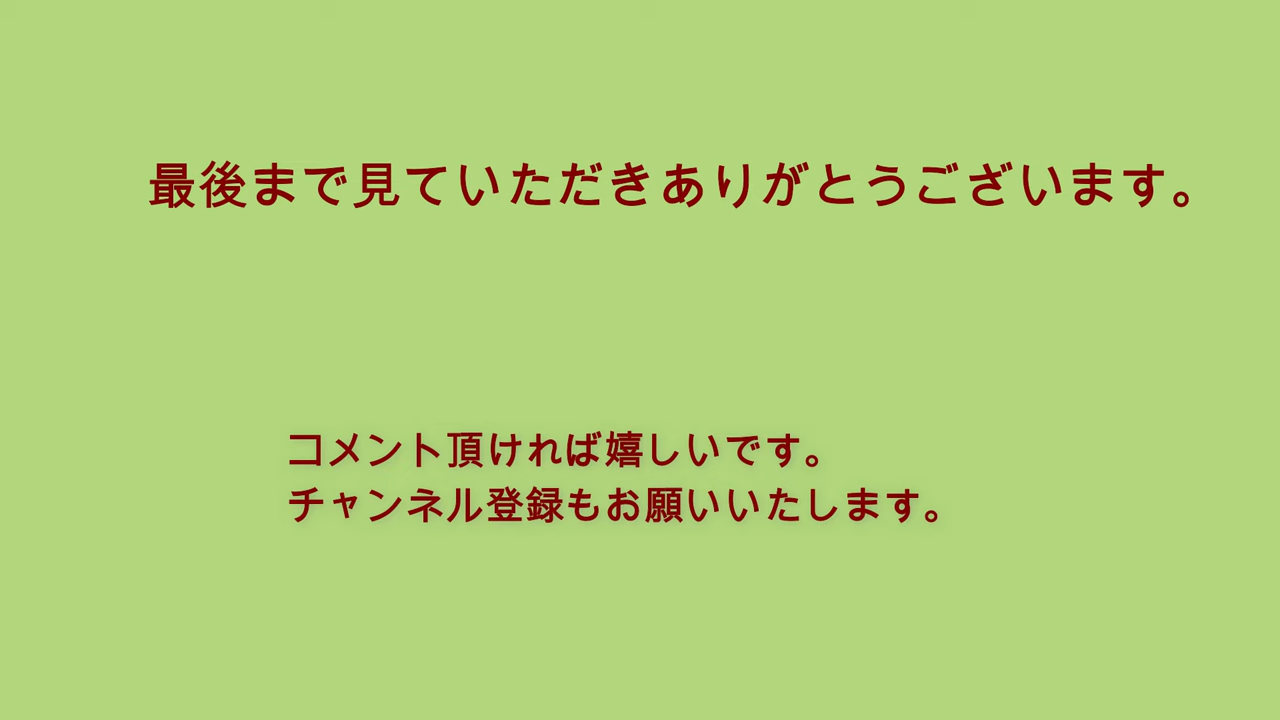 最後まで見ていただきありがとうございます。
コメント頂ければ嬉しいです。
チャンネル登録もお願いいたします。